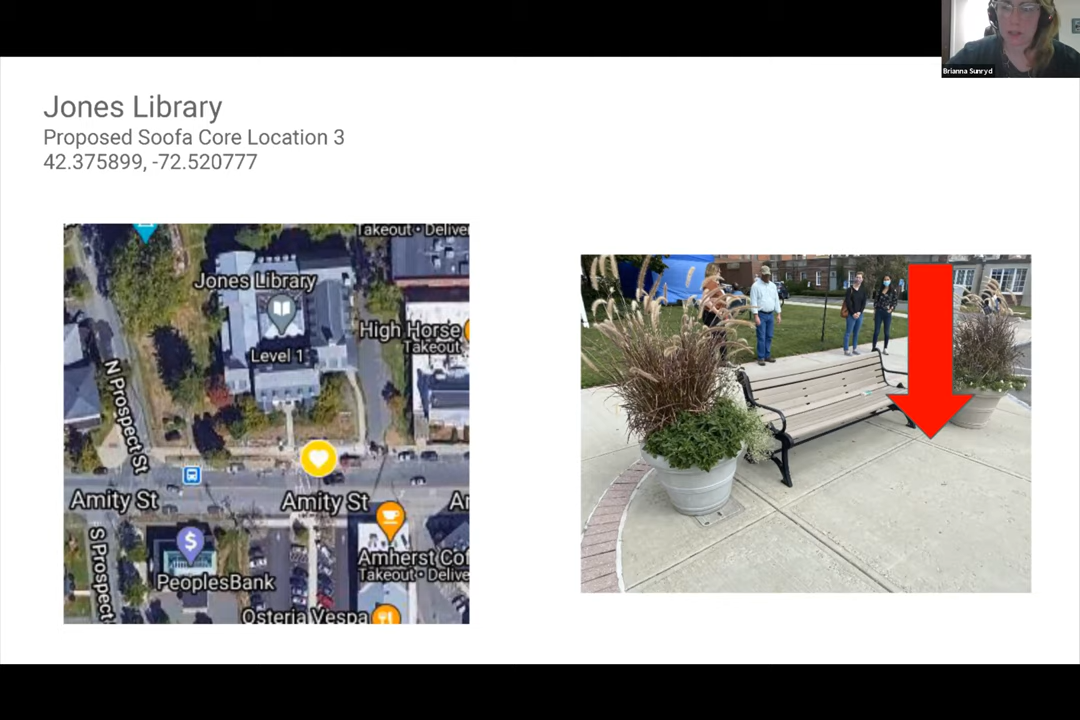 Brianna Sunryd
Jones Library
Proposed Soofa Core Location 3
42.375899, -72.520777
Takeout • Delive
Jones Library
High Horse
Takeout
Level 1
N Prospect St
Amity St
Amity St
A
S Prospect
$
PeoplesBank
Amherst Cof
Takeout • Delive
Osteria Vespa